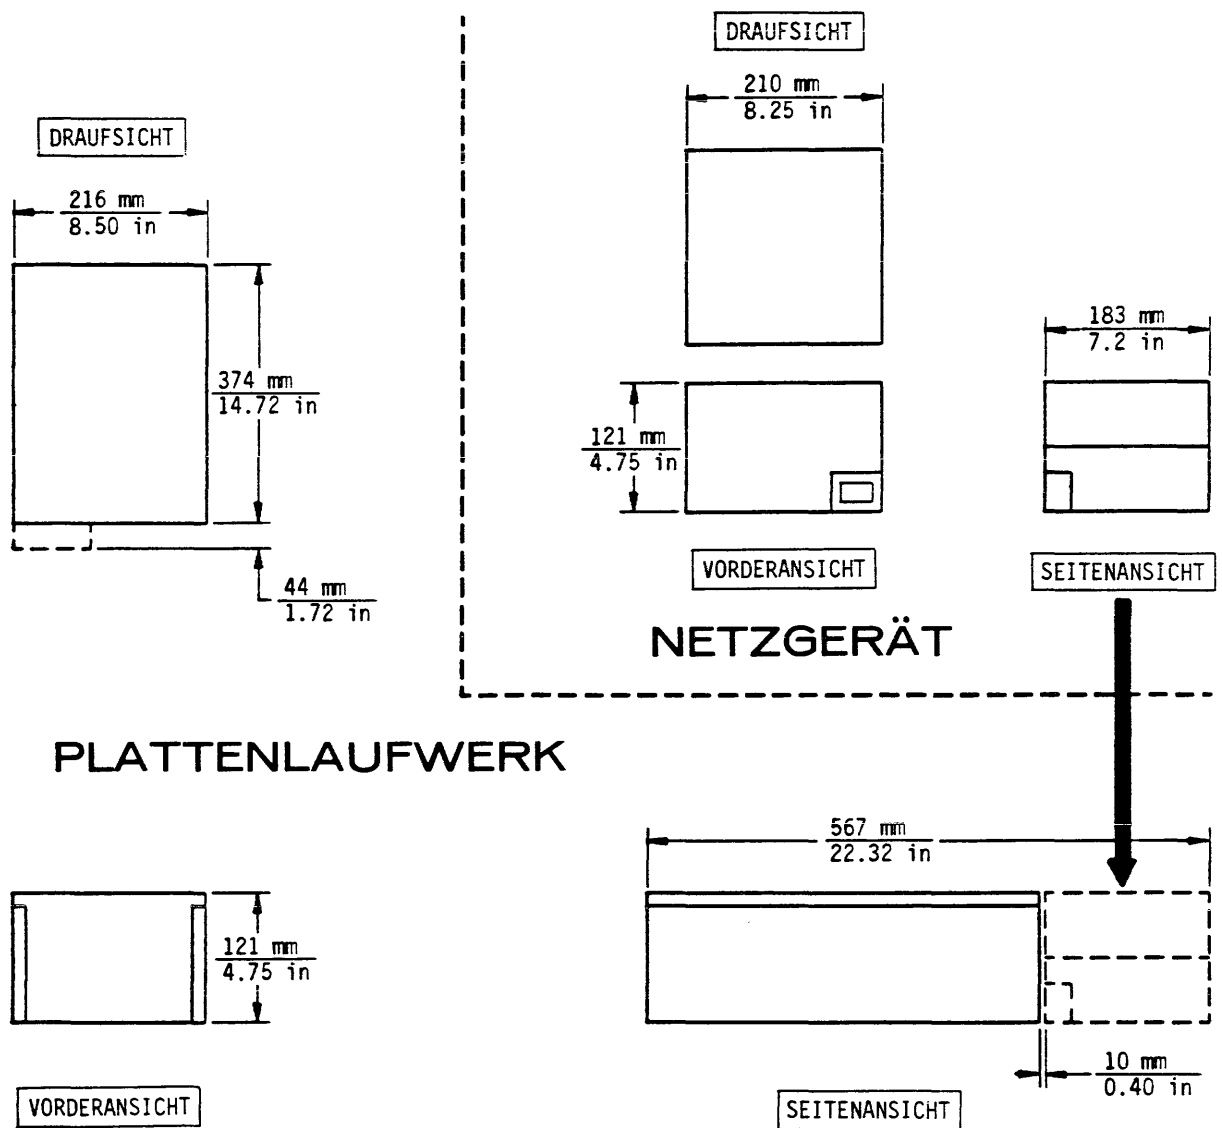 DRAUFSICHT
210 mm
8.25 in
DRAUFSICHT
216 mm
8.50 in
374 mm
14.72 in
44 mm
1.72 in
183 mm
7.2 in
121 mm
4.75 in
VORDERANSICHT
SEITENANSICHT
NETZGERÄT
PLATTENLAUFWERK
567 mm
22.32 in
121 mm
4.75 in
10 mm
0.40 in
VORDERANSICHT
SEITENANSICHT